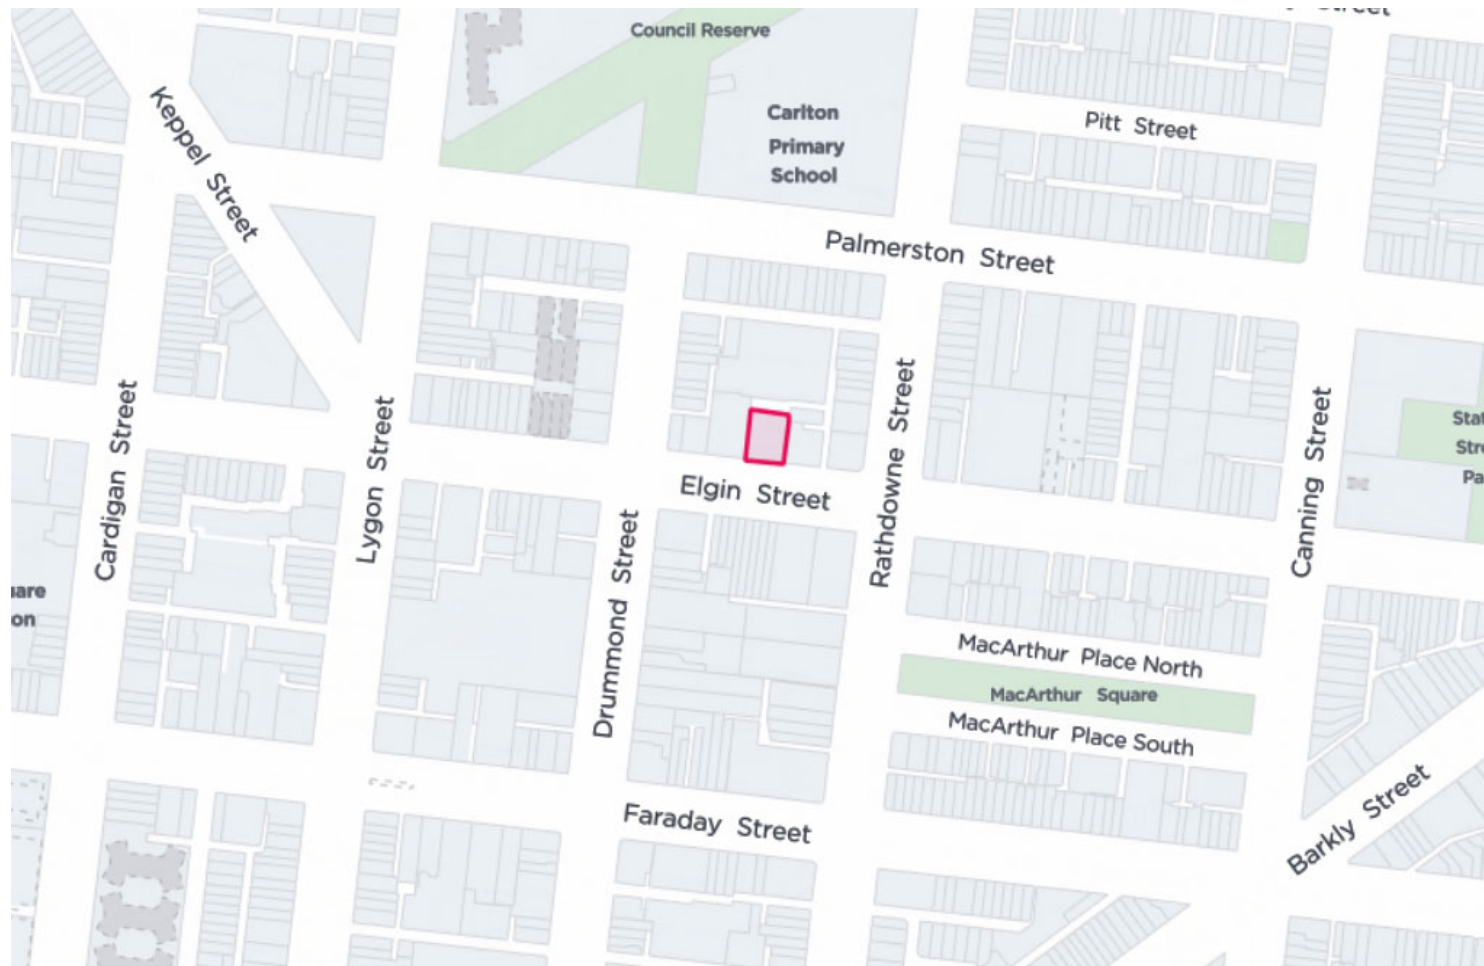 Council Reserve
Carlton
Primary
School
Pitt Street
Keppel Street
Palmerston Street
Elgin Street
Cardigan Street
Lygon Street
Drummond Street
Rathdowne Street
Canning Street
MacArthur Place North
MacArthur Square
MacArthur Place South
Faraday Street
Barkly Street